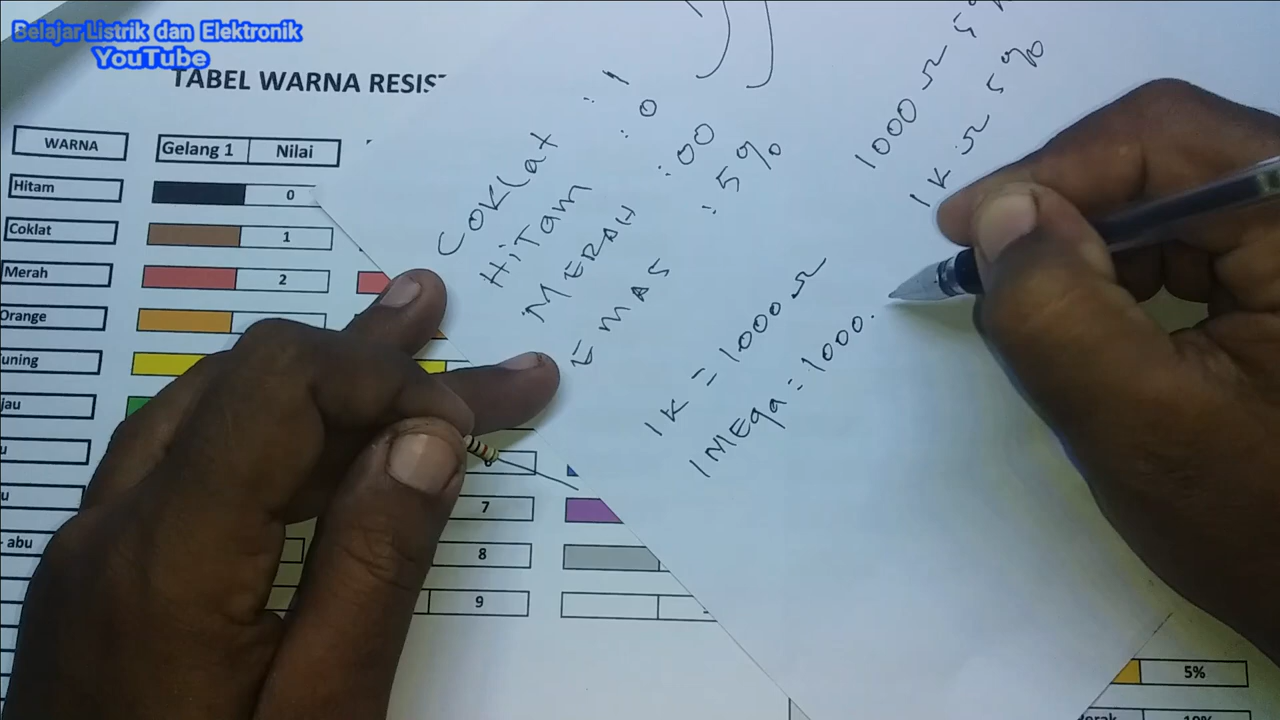 Belajar Listrik dan Elektronik
YouTube
TABEL WARNA RESIS
WARNA
Gelang 1 Nilai
Hitam 0
Coklat 1
Merah 2
Orange
uning
jau
u
u
7
- abu
8
9
5%
10%
COKLAT : 1
HiTam : 0
MERAH : 00
EMAS : 5%
1000 Ω 5%
1K Ω 5%
1K = 1000 Ω
1MEga = 1000.